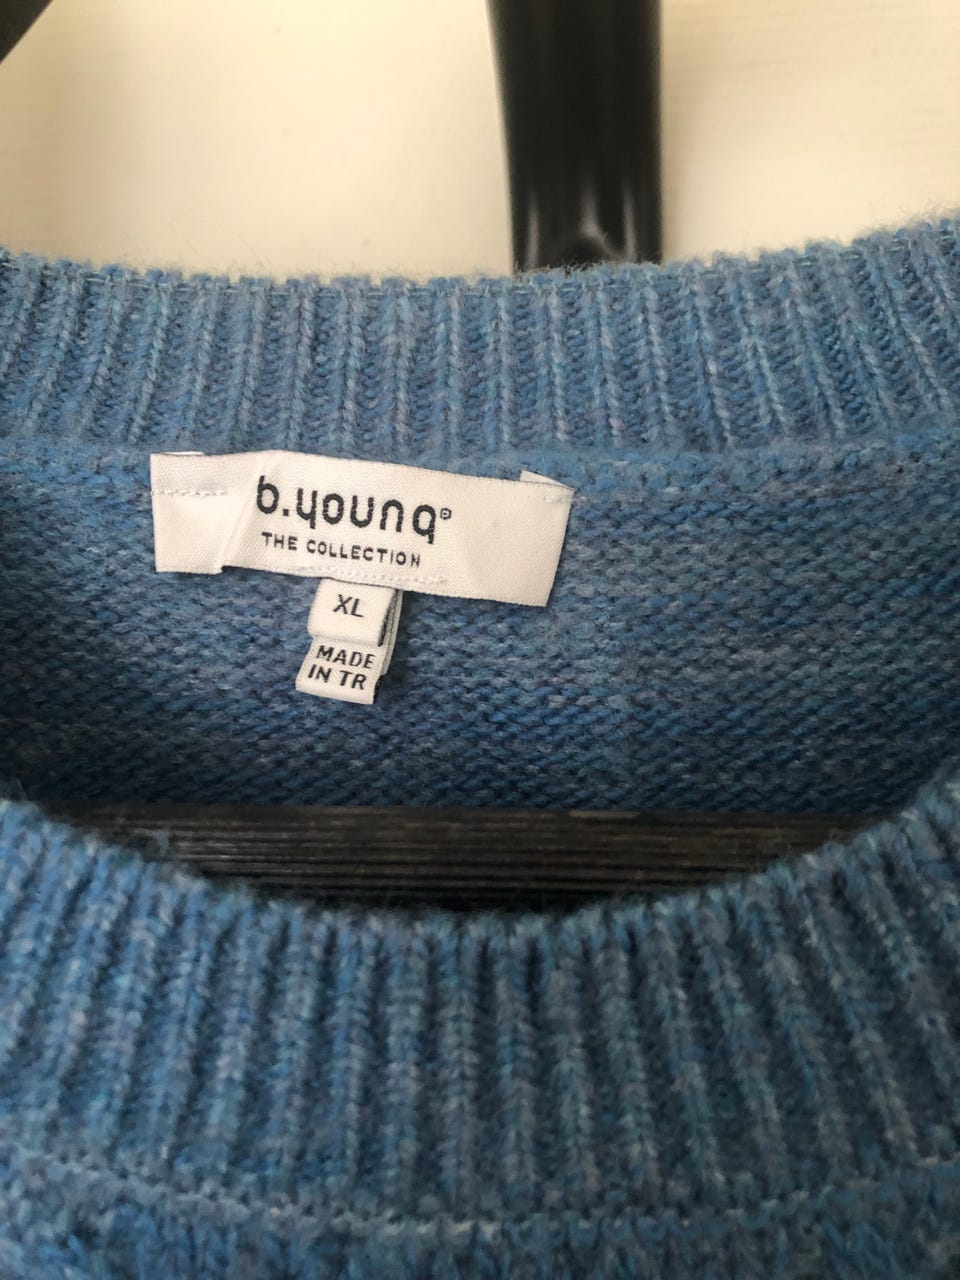 b.young®
THE COLLECTION
XL
MADE
IN TR